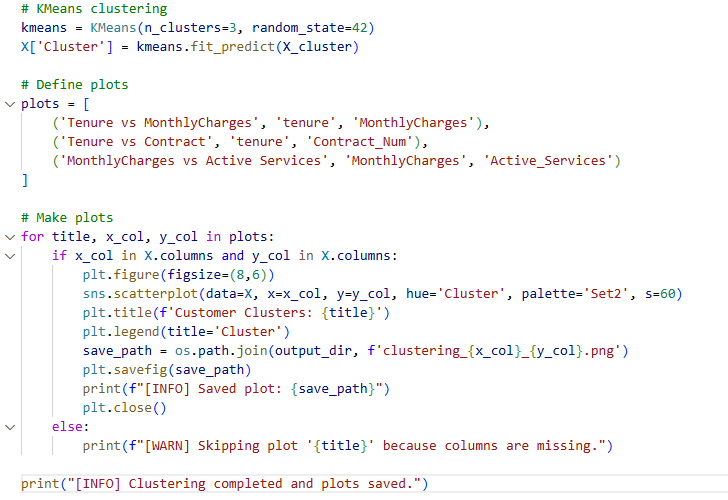 # KMeans clustering
kmeans = KMeans(n_clusters=3, random_state=42)
X['Cluster'] = kmeans.fit_predict(X_cluster)

# Define plots
plots = [
    ('Tenure vs MonthlyCharges', 'tenure', 'MonthlyCharges'),
    ('Tenure vs Contract', 'tenure', 'Contract_Num'),
    ('MonthlyCharges vs Active Services', 'MonthlyCharges', 'Active_Services')
]

# Make plots
for title, x_col, y_col in plots:
    if x_col in X.columns and y_col in X.columns:
        plt.figure(figsize=(8,6))
        sns.scatterplot(data=X, x=x_col, y=y_col, hue='Cluster', palette='Set2', s=60)
        plt.title(f'Customer Clusters: {title}')
        plt.legend(title='Cluster')
        save_path = os.path.join(output_dir, f'clustering_{x_col}_{y_col}.png')
        plt.savefig(save_path)
        print(f"[INFO] Saved plot: {save_path}")
        plt.close()
    else:
        print(f"[WARN] Skipping plot '{title}' because columns are missing.")

print("[INFO] Clustering completed and plots saved.")